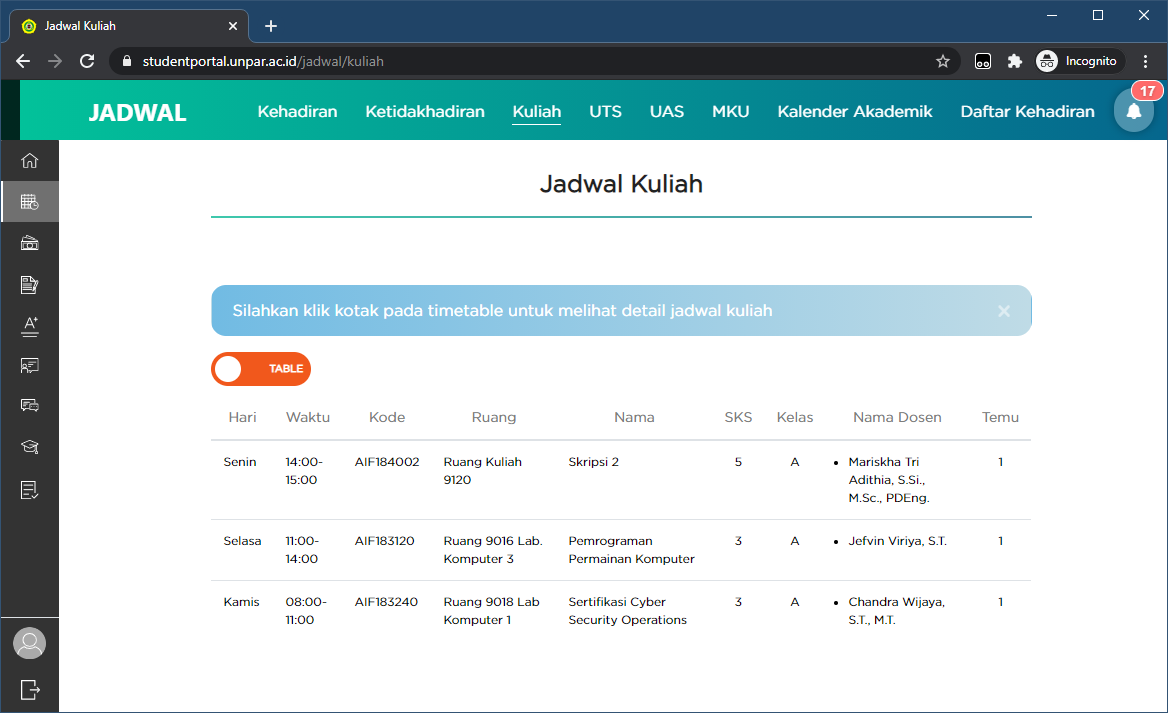 Jadwal Kuliah
studentportal.unpar.ac.id/jadwal/kuliah
Incognito
JADWAL Kehadiran Ketidakhadiran Kuliah UTS UAS MKU Kalender Akademik Daftar Kehadiran 17
Jadwal Kuliah
Silahkan klik kotak pada timetable untuk melihat detail jadwal kuliah
TABLE
Hari Waktu Kode Ruang Nama SKS Kelas Nama Dosen Temu
Senin 14:00- AIF184002 Ruang Kuliah Skripsi 2 5 A • Mariskha Tri 1
15:00 9120 Adithia, S.Si.,
M.Sc., PDEng.
Selasa 11:00- AIF183120 Ruang 9016 Lab. Pemrograman 3 A • Jefvin Viriya, S.T. 1
14:00 Komputer 3 Permainan Komputer
Kamis 08:00- AIF183240 Ruang 9018 Lab Sertifikasi Cyber 3 A • Chandra Wijaya, 1
11:00 Komputer 1 Security Operations S.T., M.T.